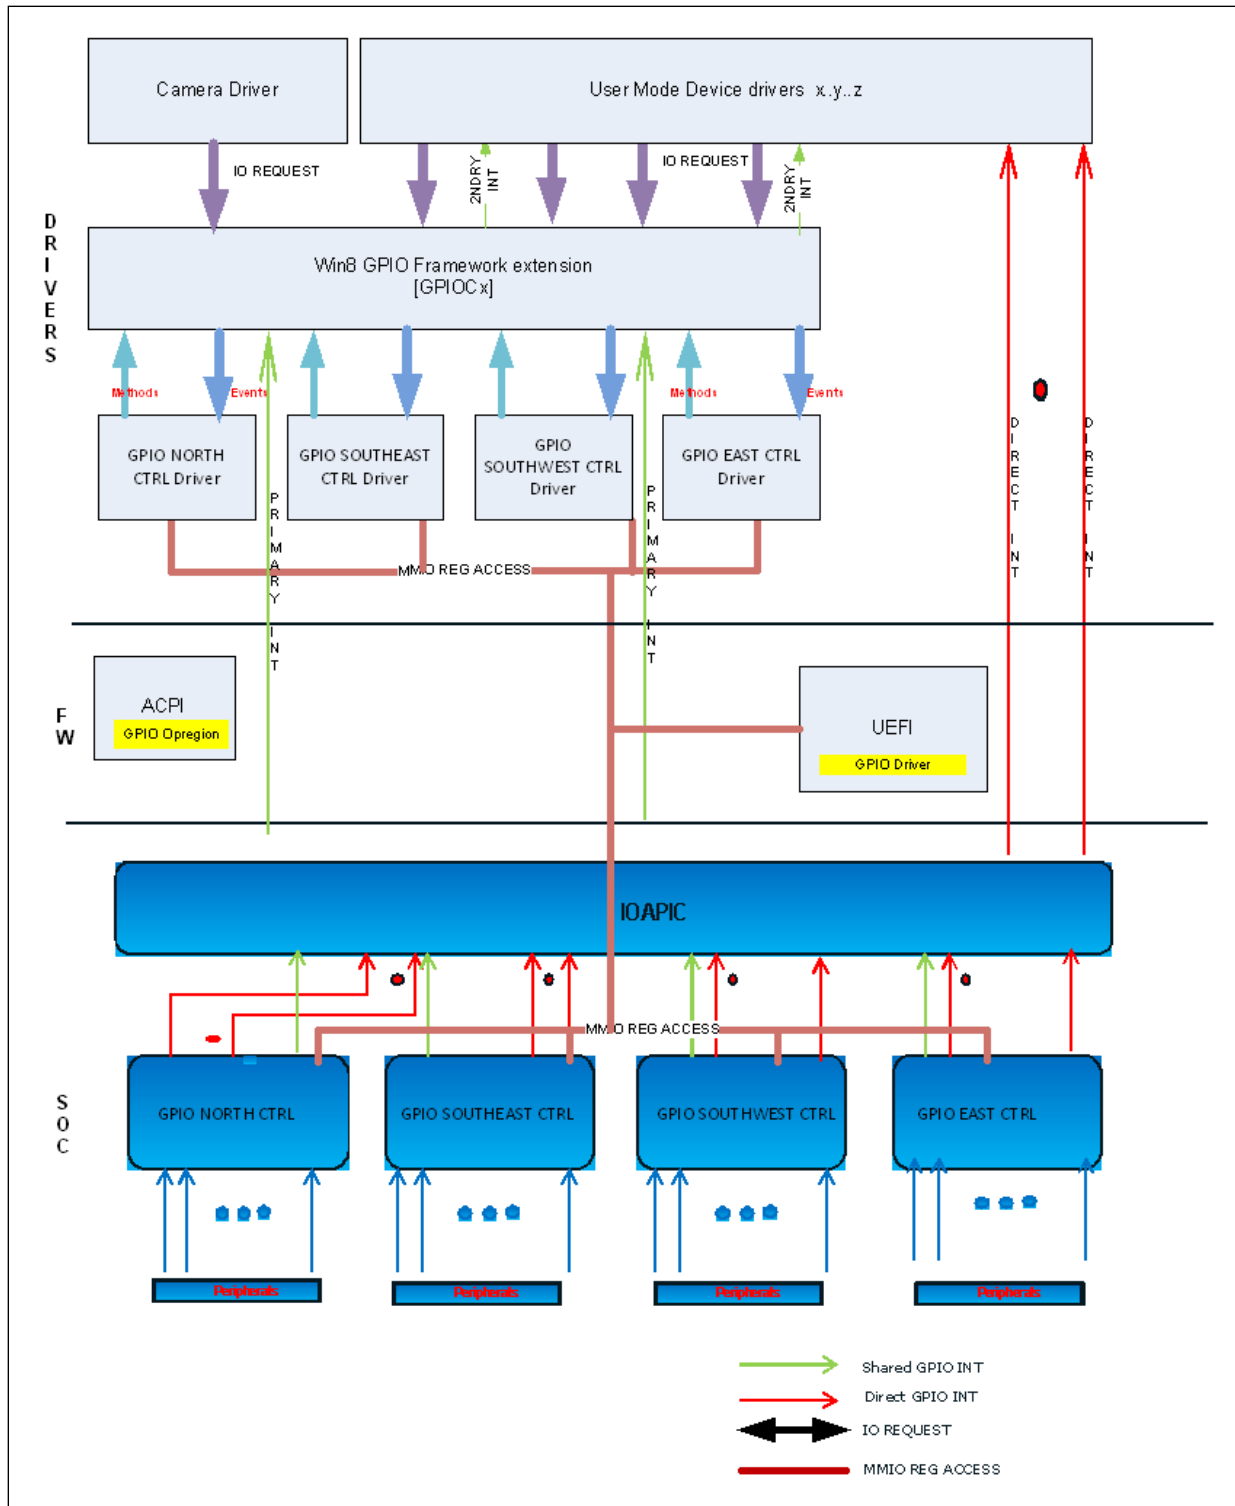 Camera Driver
User Mode Device drivers x.y..z
IO REQUEST
2NDRY INT
IO REQUEST
2NDRY INT
DRIVERS
Win8 GPIO Framework extension
[GPIOCx]
Methods
Events
Methods
Events
GPIO NORTH
CTRL Driver
GPIO SOUTHEAST
CTRL Driver
GPIO
SOUTHWEST CTRL
Driver
GPIO EAST CTRL
Driver
PRIMARY INT
PRIMARY INT
DIRECT INT
DIRECT INT
MMIO REG ACCESS
FW
ACPI
GPIO Opregion
UEFI
GPIO Driver
IOAPIC
MMIO REG ACCESS
SOC
GPIO NORTH CTRL
GPIO SOUTHEAST CTRL
GPIO SOUTHWEST CTRL
GPIO EAST CTRL
Peripherals
Peripherals
Peripherals
Peripherals
Shared GPIO INT
Direct GPIO INT
IO REQUEST
MMIO REG ACCESS